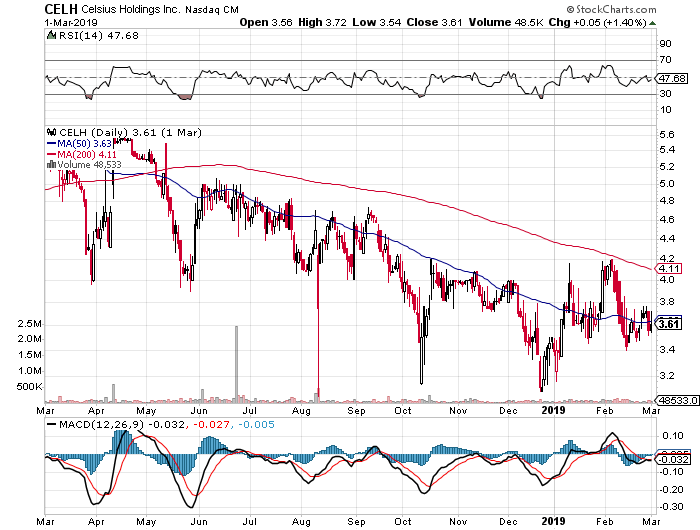 CELH Celsius Holdings Inc. Nasdaq CM © StockCharts.com
1-Mar-2019 Open 3.56 High 3.72 Low 3.54 Close 3.61 Volume 48.5K Chg +0.05 (+1.40%)
RSI(14) 47.68
90
70
47.68
30
10
CELH (Daily) 3.61 (1 Mar)
MA(50) 3.63
MA(200) 4.11
Volume 48,533
5.6
5.4
5.2
5.0
4.8
4.6
4.4
4.2
4.11
4.0
3.8
3.61
3.4
3.2
2.5M
2.0M
1.5M
1.0M
500K
48533.0
Mar Apr May Jun Jul Aug Sep Oct Nov Dec 2019 Feb Mar
MACD(12,26,9) -0.032, -0.027, -0.005
0.10
-0.032
-0.10
-0.20
-0.30
Mar Apr May Jun Jul Aug Sep Oct Nov Dec 2019 Feb Mar